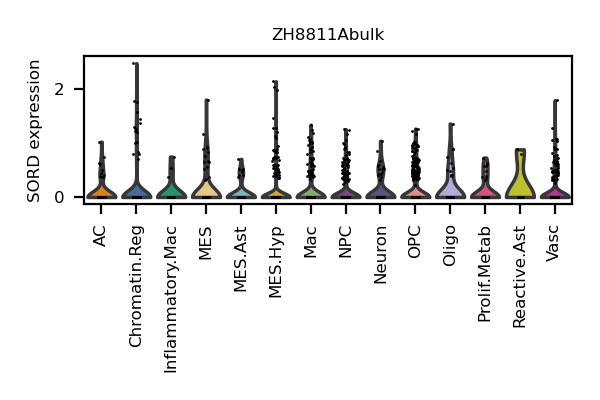 ZH8811Abulk
SORD expression
2
0
AC
Chromatin.Reg
Inflammatory.Mac
MES
MES.Ast
MES.Hyp
Mac
NPC
Neuron
OPC
Oligo
Prolif.Metab
Reactive.Ast
Vasc